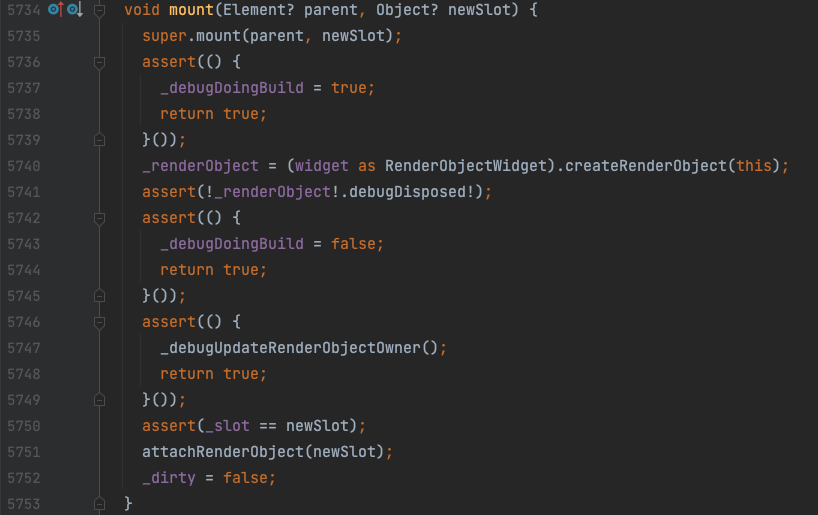 5734 void mount(Element? parent, Object? newSlot) {
5735 super.mount(parent, newSlot);
5736 assert(() {
5737 _debugDoingBuild = true;
5738 return true;
5739 }());
5740 _renderObject = (widget as RenderObjectWidget).createRenderObject(this);
5741 assert(!_renderObject!.debugDisposed!);
5742 assert(() {
5743 _debugDoingBuild = false;
5744 return true;
5745 }());
5746 assert(() {
5747 _debugUpdateRenderObjectOwner();
5748 return true;
5749 }());
5750 assert(_slot == newSlot);
5751 attachRenderObject(newSlot);
5752 _dirty = false;
5753 }